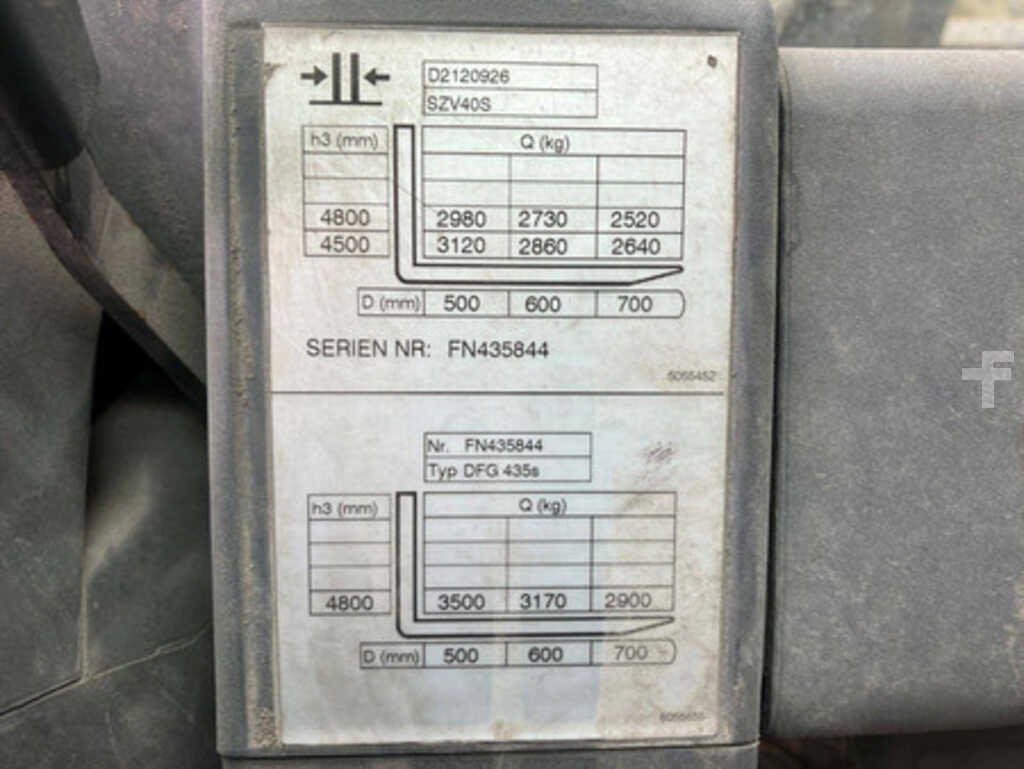 D2120926
SZV40S
h3 (mm) Q (kg)
4800 2980 2730 2520
4500 3120 2860 2640
D (mm) 500 600 700
SERIEN NR: FN435844
6055452
Nr. FN435844
Typ DFG 435s
h3 (mm) Q (kg)
4800 3500 3170 2900
D (mm) 500 600 700